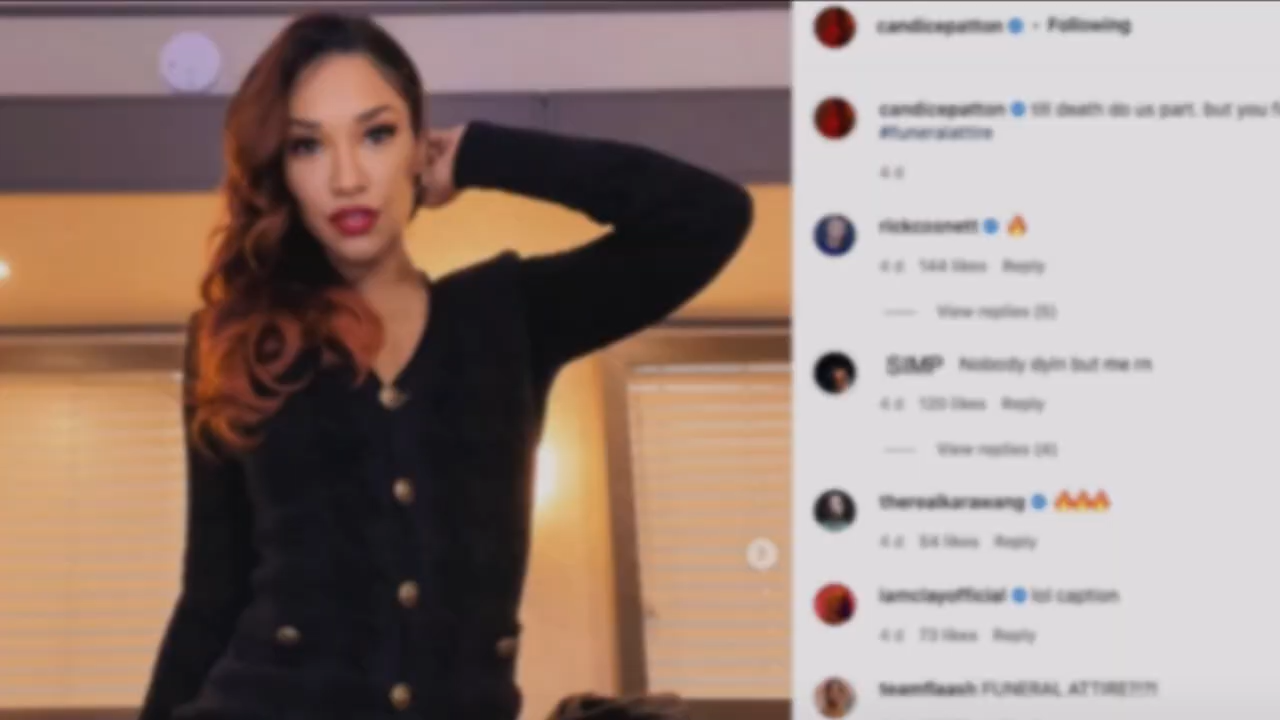 candicepatton • Following
candicepatton till death do us part. but you f
#funeralattire
4 d
rickcosnett 🔥
4 d 144 likes Reply
View replies (5)
SIMP Nobody dyin but me rn
4 d 120 likes Reply
View replies (4)
therealkarawang 🔥🔥🔥
4 d 54 likes Reply
iamclayofficial lol caption
4 d 73 likes Reply
teamflaash FUNERAL ATTIRE?!?!